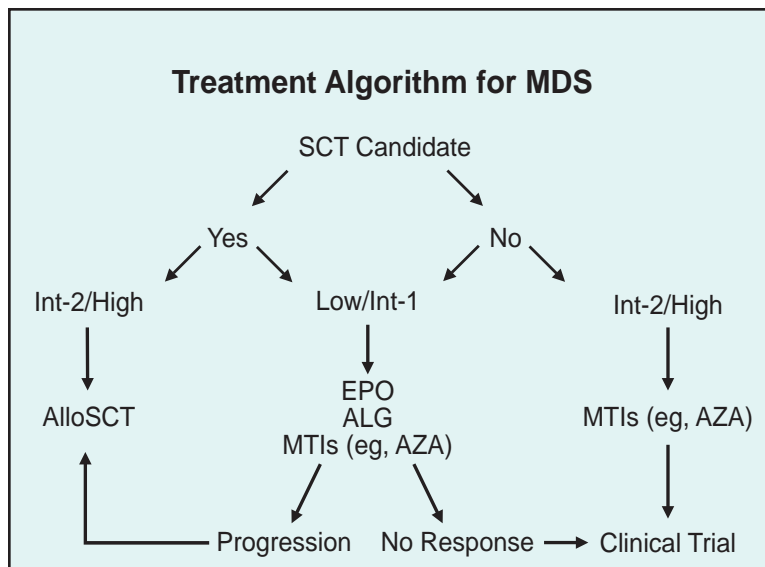 Treatment Algorithm for MDS
SCT Candidate
Yes
No
Int-2/High
Low/Int-1
Int-2/High
EPO
ALG
MTIs (eg, AZA)
AlloSCT
MTIs (eg, AZA)
Progression
No Response
Clinical Trial